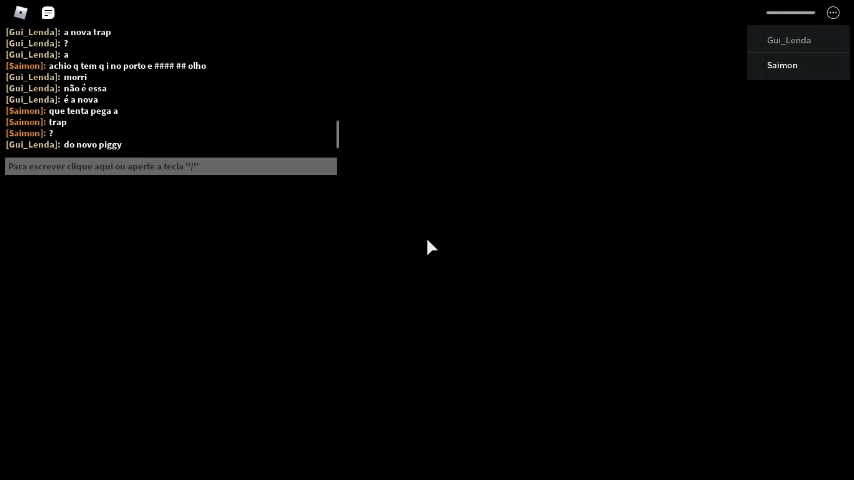 [Gui_Lenda]: a nova trap
[Gui_Lenda]: ?
[Gui_Lenda]: a
[Saimon]: achio q tem q i no porto e #### ## olho
[Gui_Lenda]: morri
[Gui_Lenda]: não é essa
[Gui_Lenda]: é a nova
[Saimon]: que tenta pega a
[Saimon]: trap
[Saimon]: ?
[Gui_Lenda]: do novo piggy
Para escrever clique aqui ou aperte a tecla "/"
Gui_Lenda
Saimon